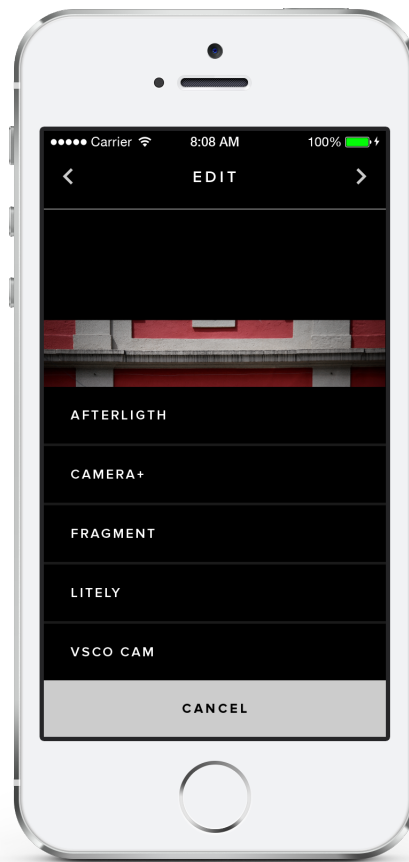 Carrier 8:08 AM 100%
EDIT
AFTERLIGTH
CAMERA+
FRAGMENT
LITELY
VSCO CAM
CANCEL